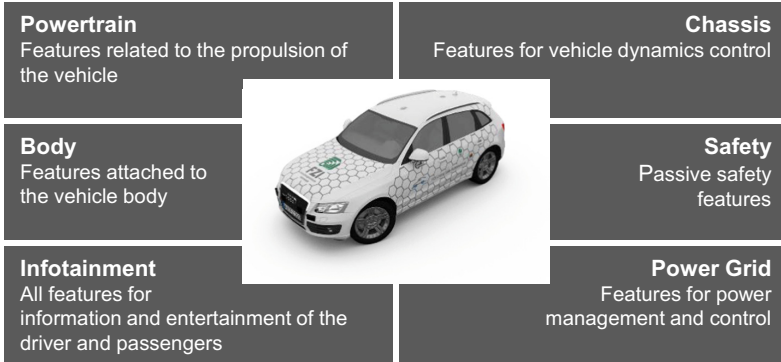 Powertrain
Features related to the propulsion of
the vehicle
Chassis
Features for vehicle dynamics control
Body
Features attached to
the vehicle body
Safety
Passive safety
features
Infotainment
All features for
information and entertainment of the
driver and passengers
Power Grid
Features for power
management and control
FZI